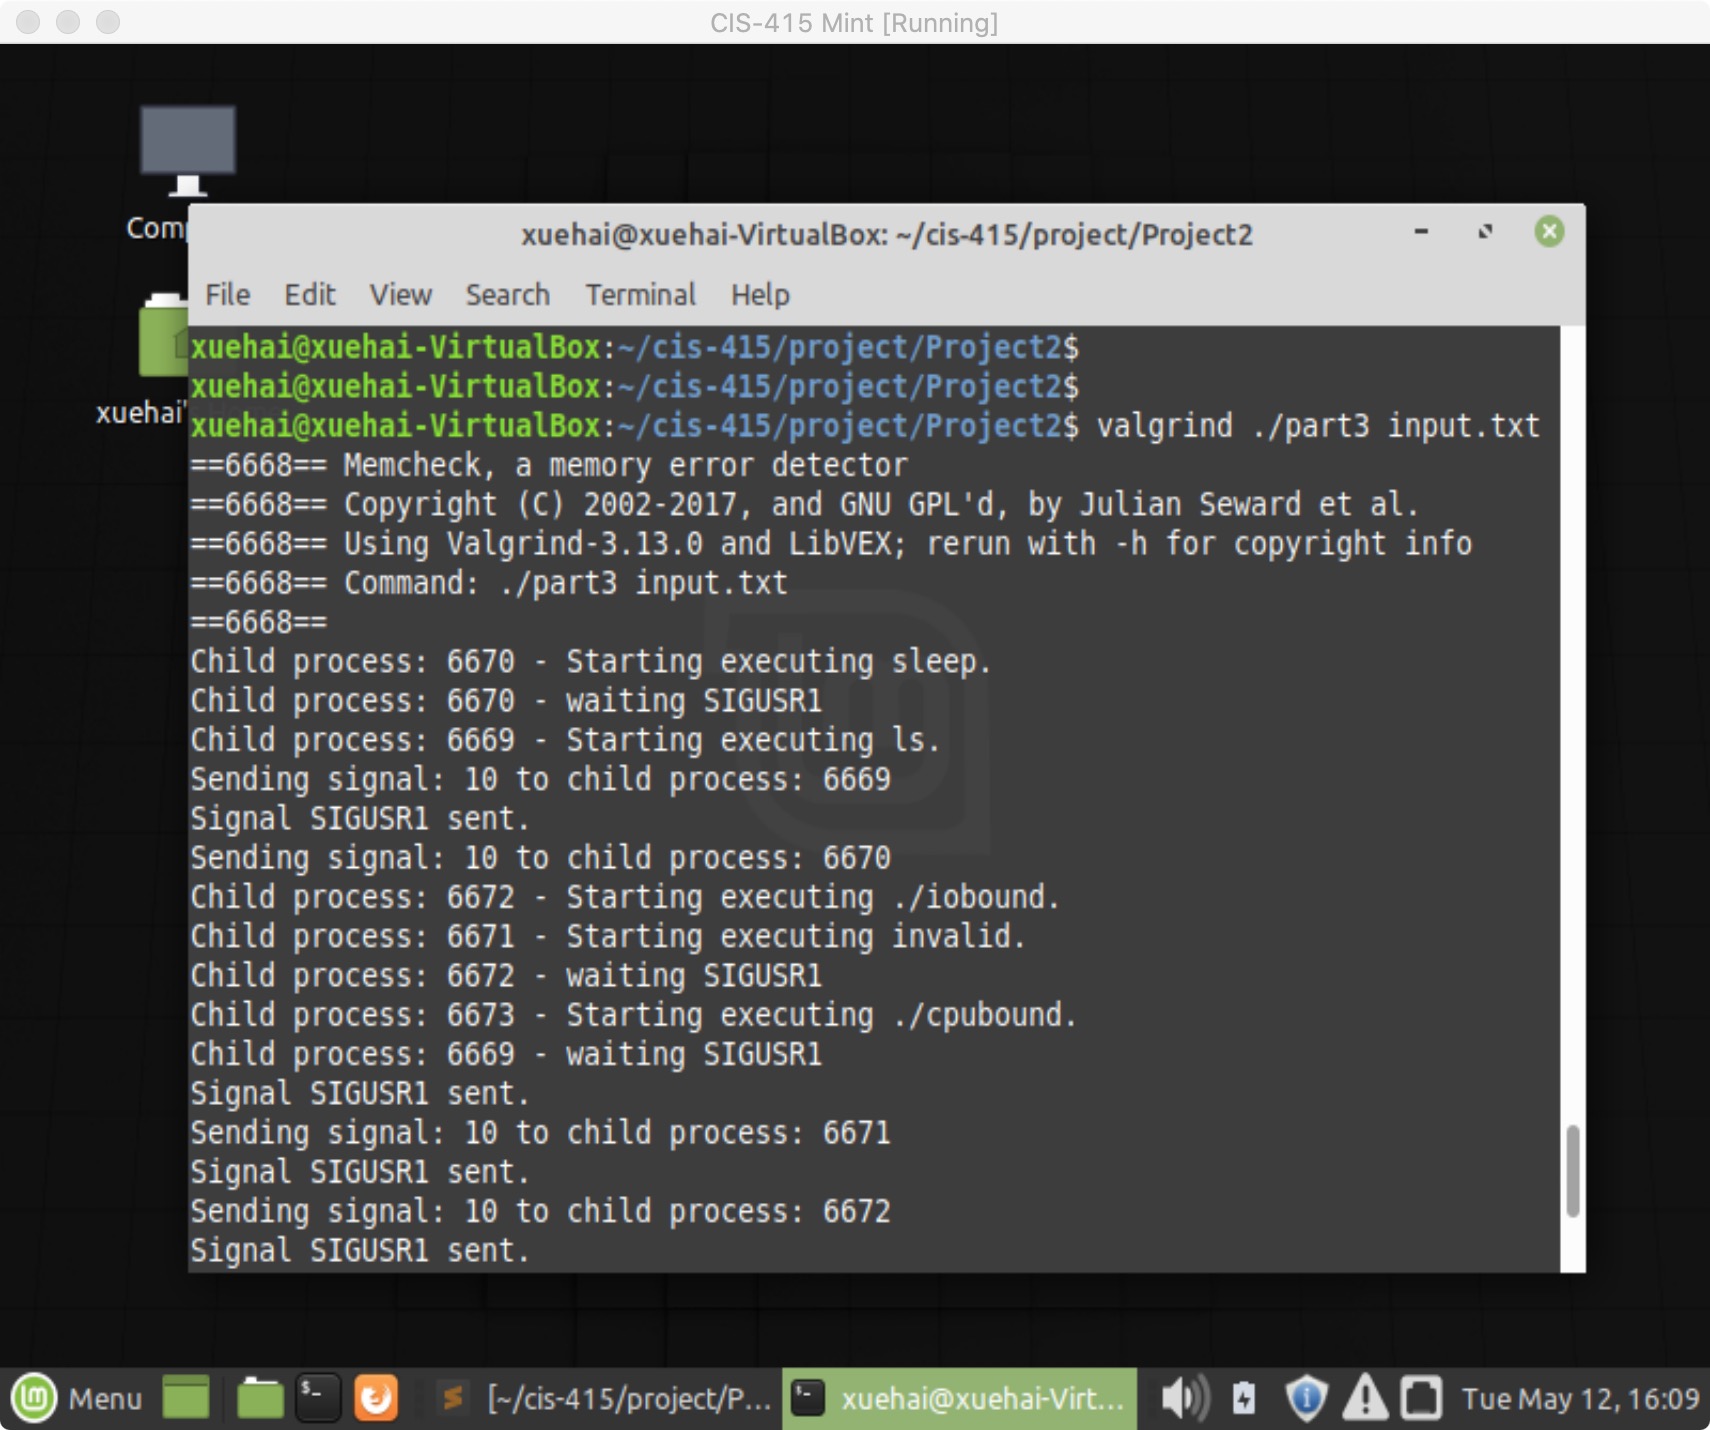 CIS-415 Mint [Running]
xuehai@xuehai-VirtualBox: ~/cis-415/project/Project2
File Edit View Search Terminal Help
xuehai@xuehai-VirtualBox:~/cis-415/project/Project2$
xuehai@xuehai-VirtualBox:~/cis-415/project/Project2$
xuehai@xuehai-VirtualBox:~/cis-415/project/Project2$ valgrind ./part3 input.txt
==6668== Memcheck, a memory error detector
==6668== Copyright (C) 2002-2017, and GNU GPL'd, by Julian Seward et al.
==6668== Using Valgrind-3.13.0 and LibVEX; rerun with -h for copyright info
==6668== Command: ./part3 input.txt
==6668==
Child process: 6670 - Starting executing sleep.
Child process: 6670 - waiting SIGUSR1
Child process: 6669 - Starting executing ls.
Sending signal: 10 to child process: 6669
Signal SIGUSR1 sent.
Sending signal: 10 to child process: 6670
Child process: 6672 - Starting executing ./iobound.
Child process: 6671 - Starting executing invalid.
Child process: 6672 - waiting SIGUSR1
Child process: 6673 - Starting executing ./cpubound.
Child process: 6669 - waiting SIGUSR1
Signal SIGUSR1 sent.
Sending signal: 10 to child process: 6671
Signal SIGUSR1 sent.
Sending signal: 10 to child process: 6672
Signal SIGUSR1 sent.
Com
xuehai'
Menu
[~/cis-415/project/P...
xuehai@xuehai-Virt...
Tue May 12, 16:09